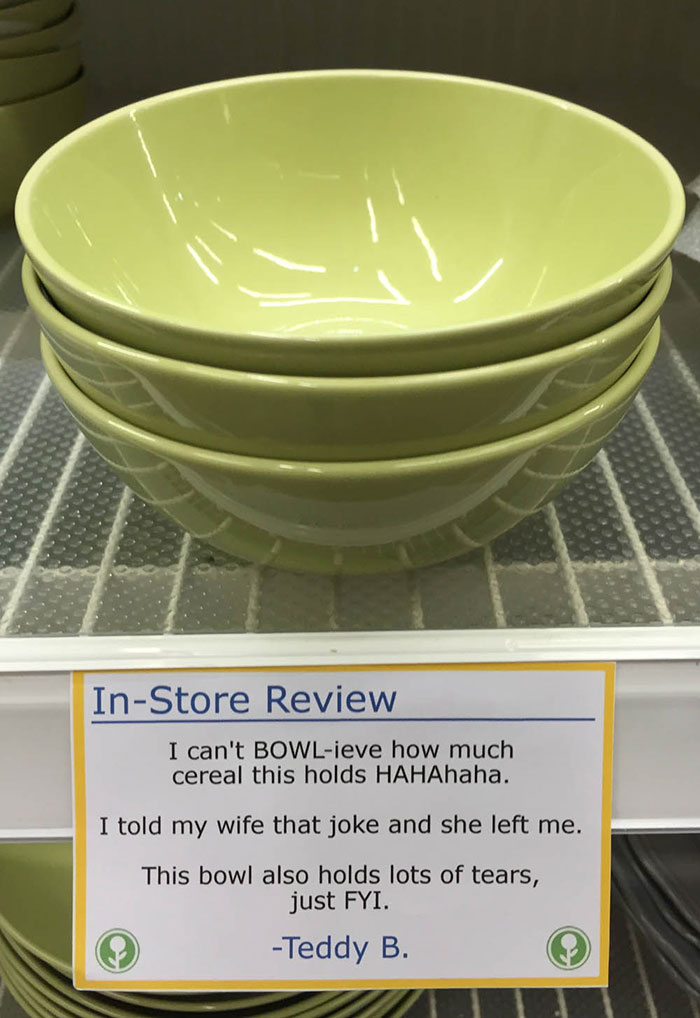 In-Store Review
I can't BOWL-ieve how much
cereal this holds HAHAhaha.
I told my wife that joke and she left me.
This bowl also holds lots of tears,
just FYI.
-Teddy B.